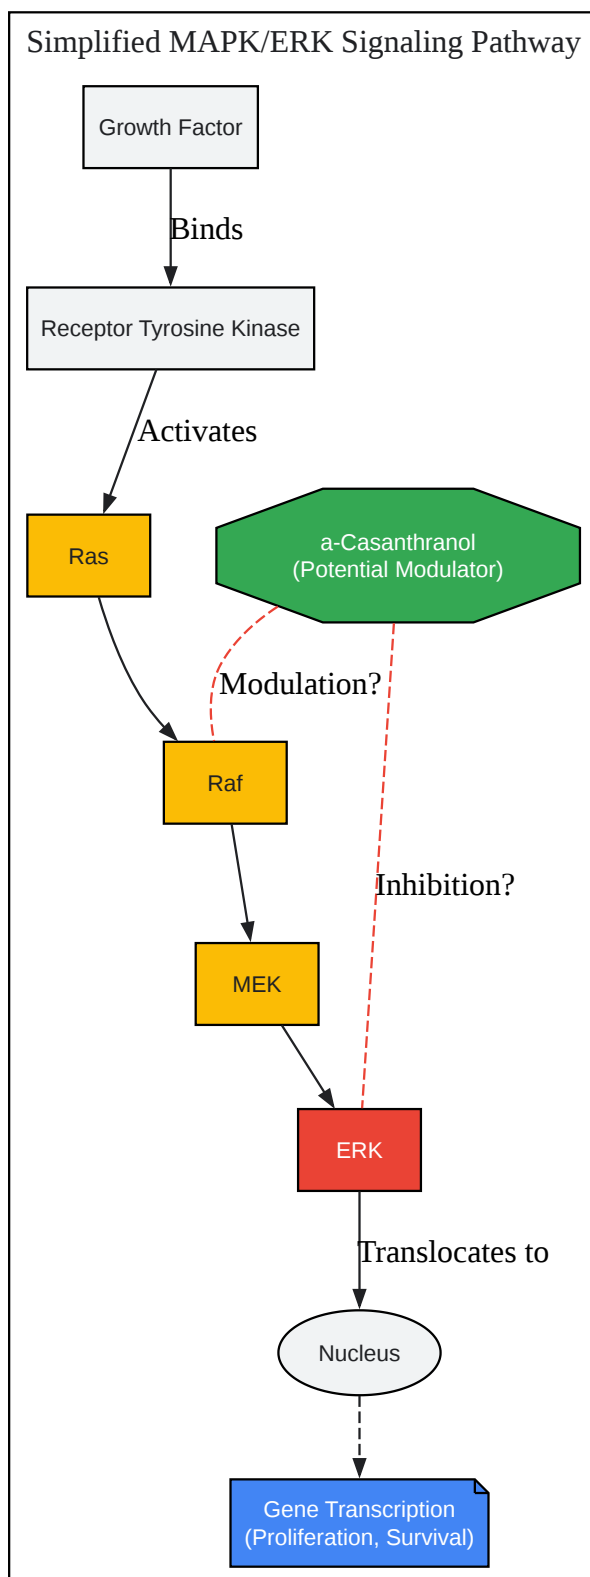 Simplified MAPK/ERK Signaling Pathway
Growth Factor
Binds
Receptor Tyrosine Kinase
Activates
Ras
a-Casanthranol
(Potential Modulator)
Modulation?
Raf
Inhibition?
MEK
ERK
Translocates to
Nucleus
Gene Transcription
(Proliferation, Survival)